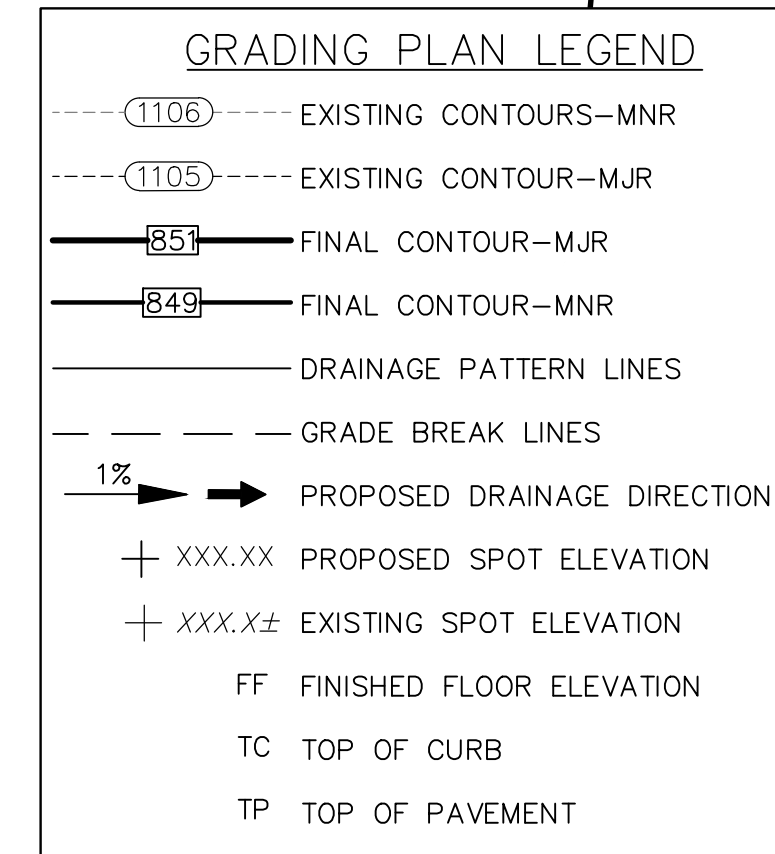 GRADING PLAN LEGEND
1106 EXISTING CONTOURS-MNR
1105 EXISTING CONTOUR-MJR
851 FINAL CONTOUR-MJR
849 FINAL CONTOUR-MNR
DRAINAGE PATTERN LINES
GRADE BREAK LINES
1% PROPOSED DRAINAGE DIRECTION
XXX.XX PROPOSED SPOT ELEVATION
XXX.X± EXISTING SPOT ELEVATION
FF FINISHED FLOOR ELEVATION
TC TOP OF CURB
TP TOP OF PAVEMENT